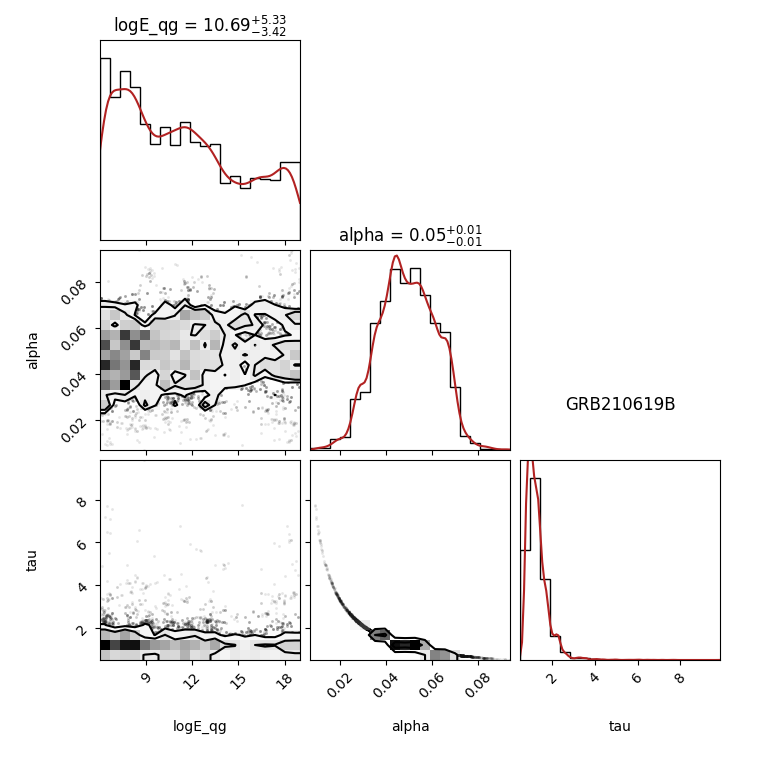 logE_qg = 10.69+5.33 −3.42
alpha = 0.05+0.01 −0.01
alpha
0.08
0.06
0.04
0.02
GRB210619B
tau
8
6
4
2
9 12 15 18
0.02 0.04 0.06 0.08
2 4 6 8
logE_qg alpha tau